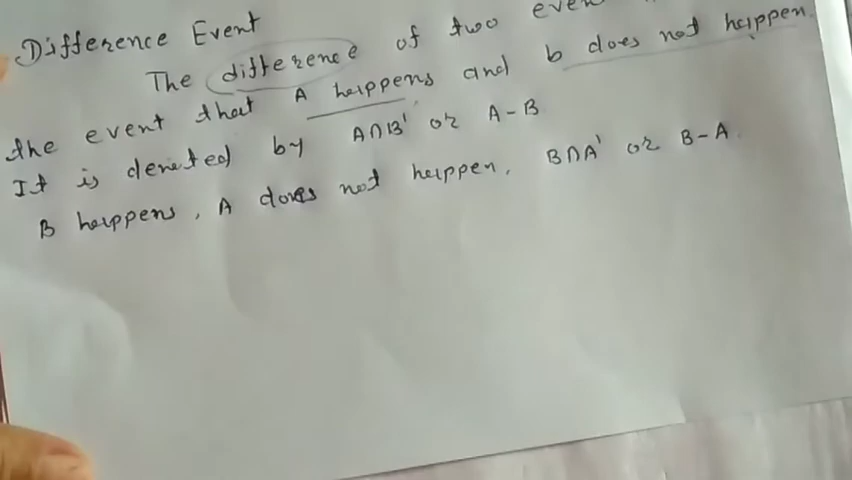 Difference Event
The difference of two even
the event that A happens and b does not happen.
It is denoted by A∩B' or A-B
B happens, A does not happen. B∩A' or B-A.